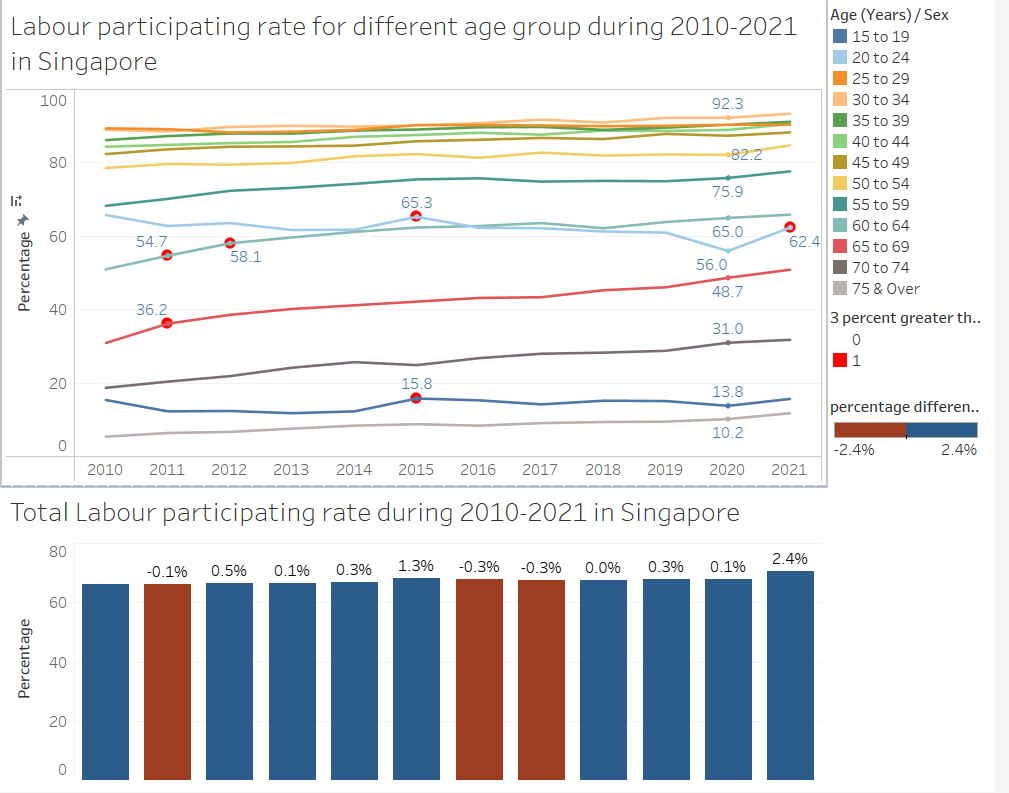 Labour participating rate for different age group during 2010-2021
in Singapore
100
80
60
40
20
0
Percentage
92.3
82.2
75.9
65.3
65.0
62.4
54.7
58.1
56.0
48.7
36.2
31.0
15.8
13.8
10.2
2010 2011 2012 2013 2014 2015 2016 2017 2018 2019 2020 2021
Age (Years) / Sex
15 to 19
20 to 24
25 to 29
30 to 34
35 to 39
40 to 44
45 to 49
50 to 54
55 to 59
60 to 64
65 to 69
70 to 74
75 & Over
3 percent greater th..
0
1
percentage differen..
-2.4% 2.4%
Total Labour participating rate during 2010-2021 in Singapore
80
60
40
20
0
Percentage
-0.1% 0.5% 0.1% 0.3% 1.3% -0.3% -0.3% 0.0% 0.3% 0.1% 2.4%